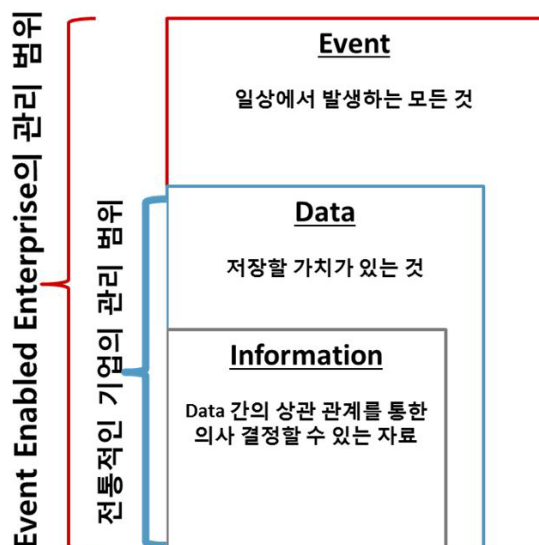 Event Enabled Enterprise의 관리 범위
전통적인 기업의 관리 범위
Event
일상에서 발생하는 모든 것
Data
저장할 가치가 있는 것
Information
Data 간의 상관 관계를 통한
의사 결정할 수 있는 자료